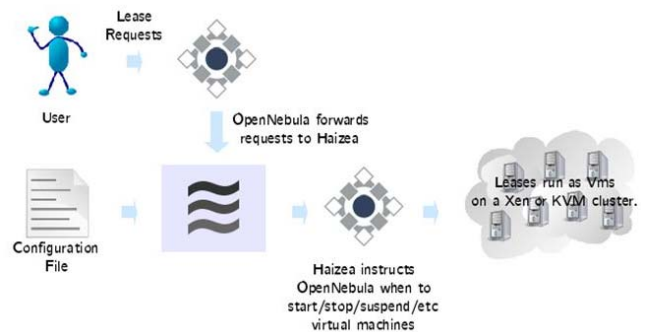 Lease
Requests
User
OpenNebula forwards
requests to Haizea
Configuration
File
Haizea instructs
OpenNebula when to
start/stop/suspend/etc
virtual machines
Leases run as Vms
on a Xen or KVM cluster.